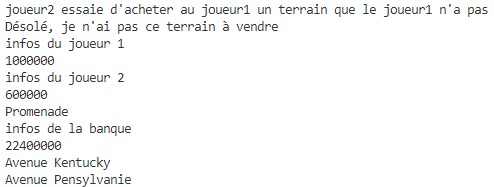 joueur2 essaie d'acheter au joueur1 un terrain que le joueur1 n'a pas
Désolé, je n'ai pas ce terrain à vendre
infos du joueur 1
1000000
infos du joueur 2
600000
Promenade
infos de la banque
22400000
Avenue Kentucky
Avenue Pensylvanie